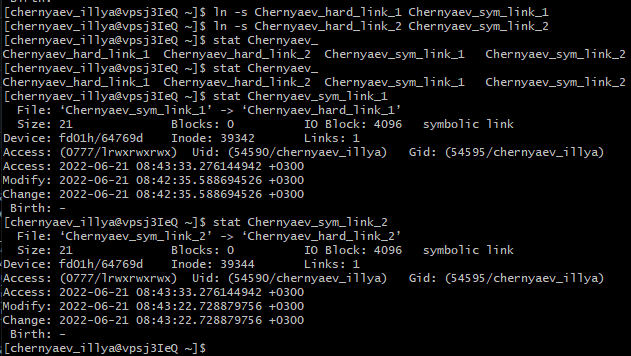 [chernyaev_illya@vpsj3IeQ ~]$ ln -s Chernyaev_hard_link_1 Chernyaev_sym_link_1
[chernyaev_illya@vpsj3IeQ ~]$ ln -s Chernyaev_hard_link_2 Chernyaev_sym_link_2
[chernyaev_illya@vpsj3IeQ ~]$ stat Chernyaev_
Chernyaev_hard_link_1  Chernyaev_hard_link_2  Chernyaev_sym_link_1   Chernyaev_sym_link_2
[chernyaev_illya@vpsj3IeQ ~]$ stat Chernyaev_
Chernyaev_hard_link_1  Chernyaev_hard_link_2  Chernyaev_sym_link_1   Chernyaev_sym_link_2
[chernyaev_illya@vpsj3IeQ ~]$ stat Chernyaev_sym_link_1
  File: ‘Chernyaev_sym_link_1’ -> ‘Chernyaev_hard_link_1’
  Size: 21              Blocks: 0          IO Block: 4096   symbolic link
Device: fd01h/64769d    Inode: 39342       Links: 1
Access: (0777/lrwxrwxrwx)  Uid: (54590/chernyaev_illya)   Gid: (54595/chernyaev_illya)
Access: 2022-06-21 08:43:33.276144942 +0300
Modify: 2022-06-21 08:42:35.588694526 +0300
Change: 2022-06-21 08:42:35.588694526 +0300
 Birth: -
[chernyaev_illya@vpsj3IeQ ~]$ stat Chernyaev_sym_link_2
  File: ‘Chernyaev_sym_link_2’ -> ‘Chernyaev_hard_link_2’
  Size: 21              Blocks: 0          IO Block: 4096   symbolic link
Device: fd01h/64769d    Inode: 39344       Links: 1
Access: (0777/lrwxrwxrwx)  Uid: (54590/chernyaev_illya)   Gid: (54595/chernyaev_illya)
Access: 2022-06-21 08:43:33.276144942 +0300
Modify: 2022-06-21 08:43:22.728879756 +0300
Change: 2022-06-21 08:43:22.728879756 +0300
 Birth: -
[chernyaev_illya@vpsj3IeQ ~]$